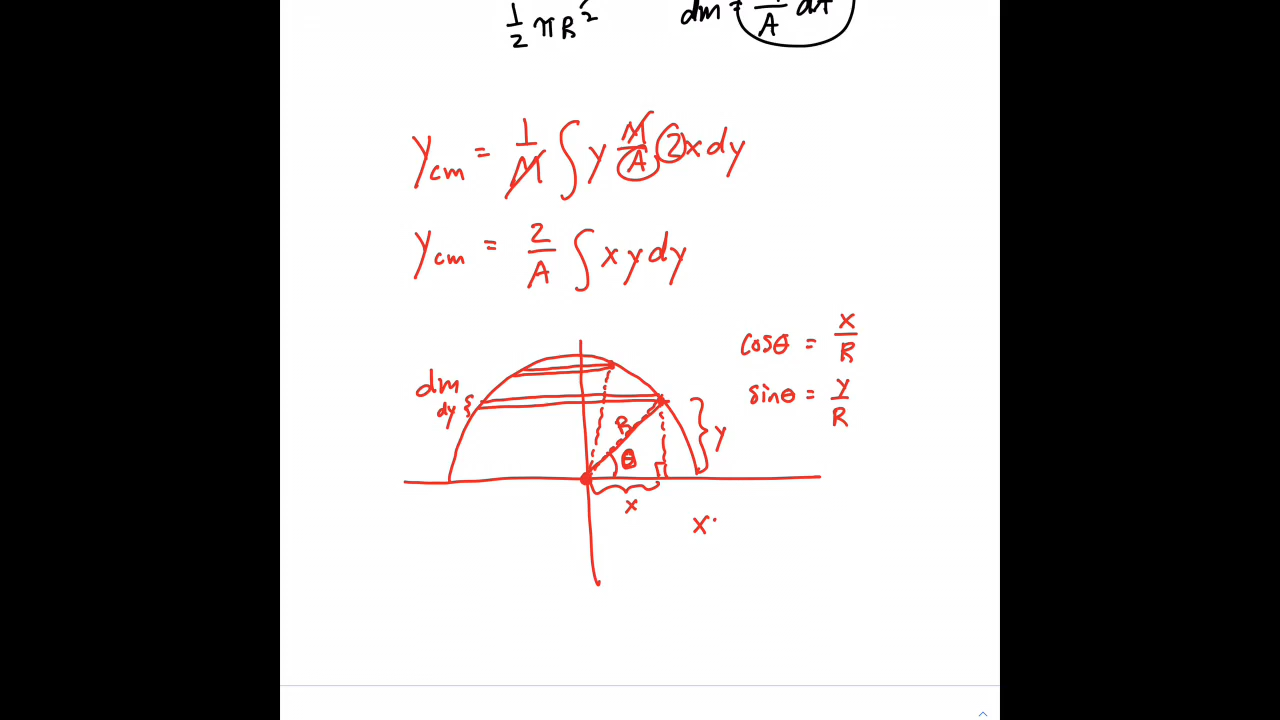 1/2 πR² dm = /A dA
y_cm = 1/M ∫ y M/A 2x dy
y_cm = 2/A ∫ x y dy
cosθ = x/R
sinθ = y/R
dm
dy {
R
θ
} y
x
x